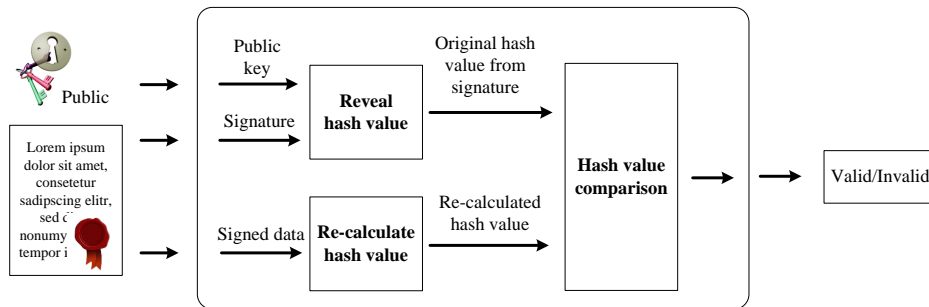 Public
Lorem ipsum
dolor sit amet,
consetetur
sadipscing elitr,
sed
nonumy
tempor
Public
key
Signature
Signed data
Reveal
hash value
Re-calculate
hash value
Original hash
value from
signature
Re-calculated
hash value
Hash value
comparison
Valid/Invalid